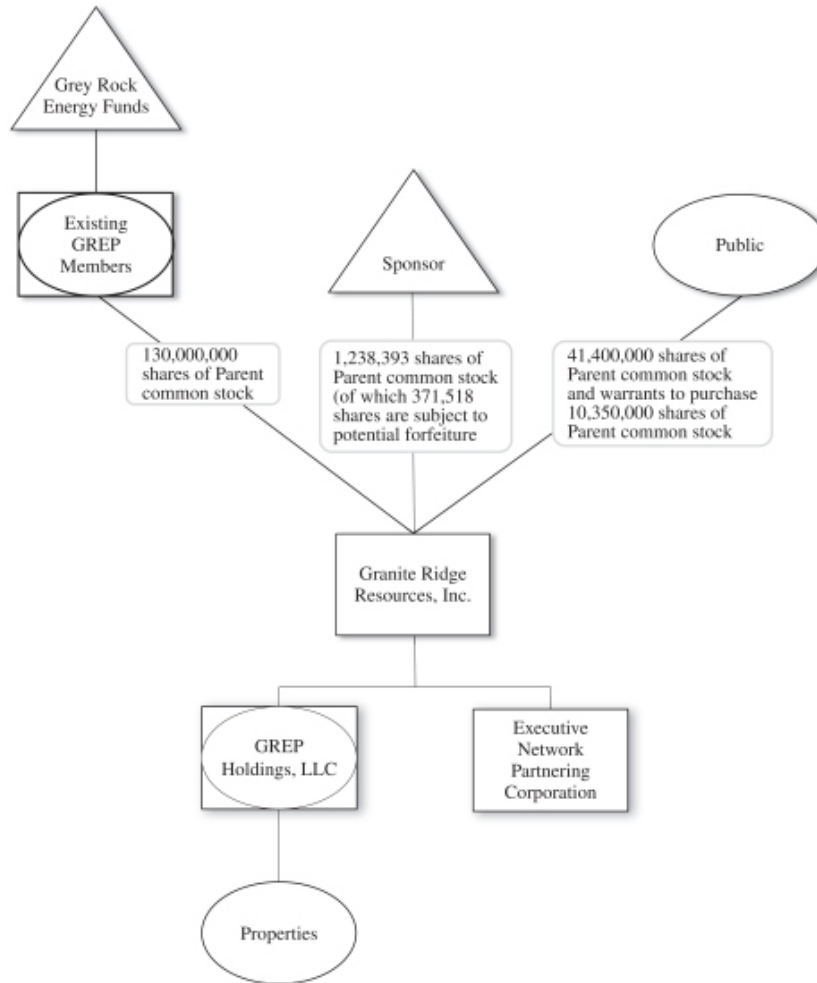 Grey Rock
Energy Funds
Existing
GREP
Members
Sponsor
Public
130,000,000
shares of Parent
common stock
1,238,393 shares of
Parent common stock
(of which 371,518
shares are subject to
potential forfeiture
41,400,000 shares of
Parent common stock
and warrants to purchase
10,350,000 shares of
Parent common stock
Granite Ridge
Resources, Inc.
GREP
Holdings, LLC
Executive
Network
Partnering
Corporation
Properties